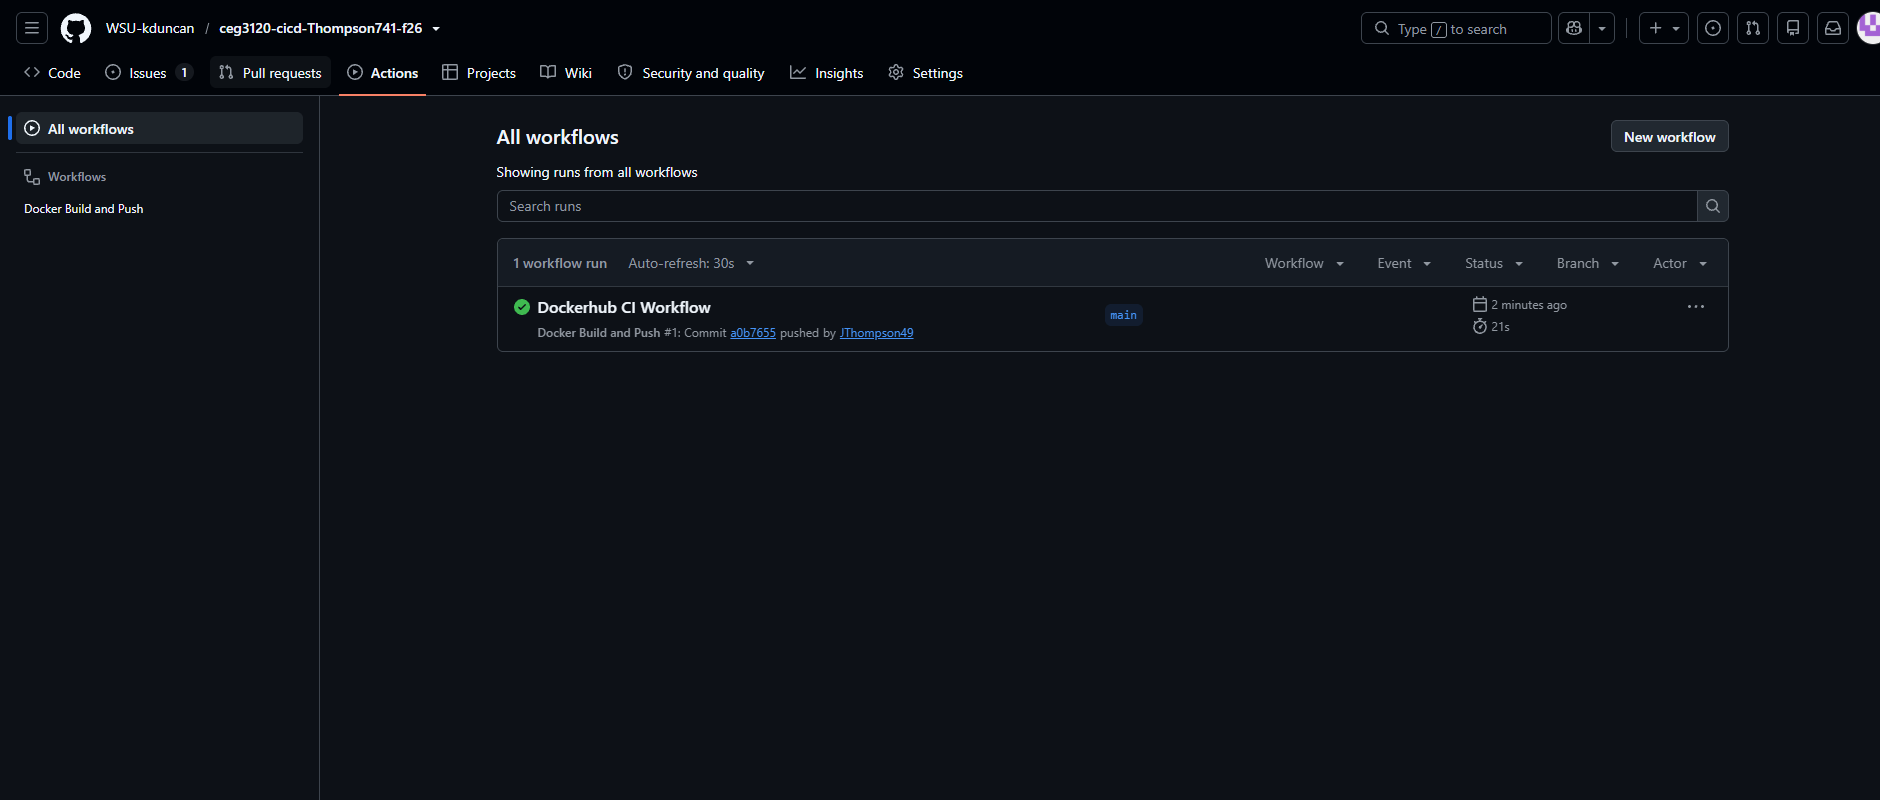 WSU-kduncan / ceg3120-cicd-Thompson741-f26
Type / to search
Code
Issues 1
Pull requests
Actions
Projects
Wiki
Security and quality
Insights
Settings
All workflows
Workflows
Docker Build and Push
All workflows
New workflow
Showing runs from all workflows
Search runs
1 workflow run
Auto-refresh: 30s
Workflow
Event
Status
Branch
Actor
Dockerhub CI Workflow
Docker Build and Push #1: Commit a0b7655 pushed by JThompson49
main
2 minutes ago
21s